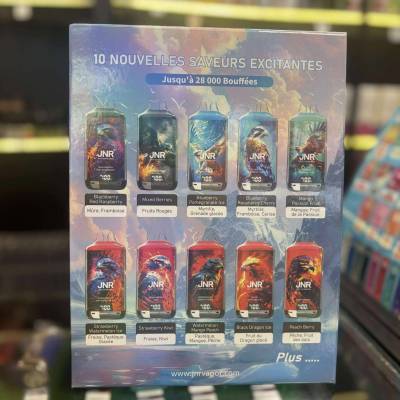 10 NOUVELLES SAVEURS EXCITANTES
Jusqu'à 28 000 Bouffées
JNR JNR JNR JNR JNR
Blackberry Red Raspberry
Mûre, Framboise
Mixed Berries
Fruits Rouges
Blueberry Pomegranate Ice
Myrtille, Grenade glacée
Blueberry Raspberry Cherry
Myrtilles Framboise, Cerise
Mango Passion Fruit
Mangue, Fruit de la Passion
JNR JNR JNR JNR JNR
Strawberry Watermelon Ice
Fraise, Pastèque Glacée
Strawberry Kiwi
Fraise, Kiwi
Watermelon Mango Peach
Pastèque, Mangue, Pêche
Black Dragon Ice
Fruit du Dragon glacé
Peach Berry
Pêche, Fruit des bois
Plus .....
www.jnrvapor.com